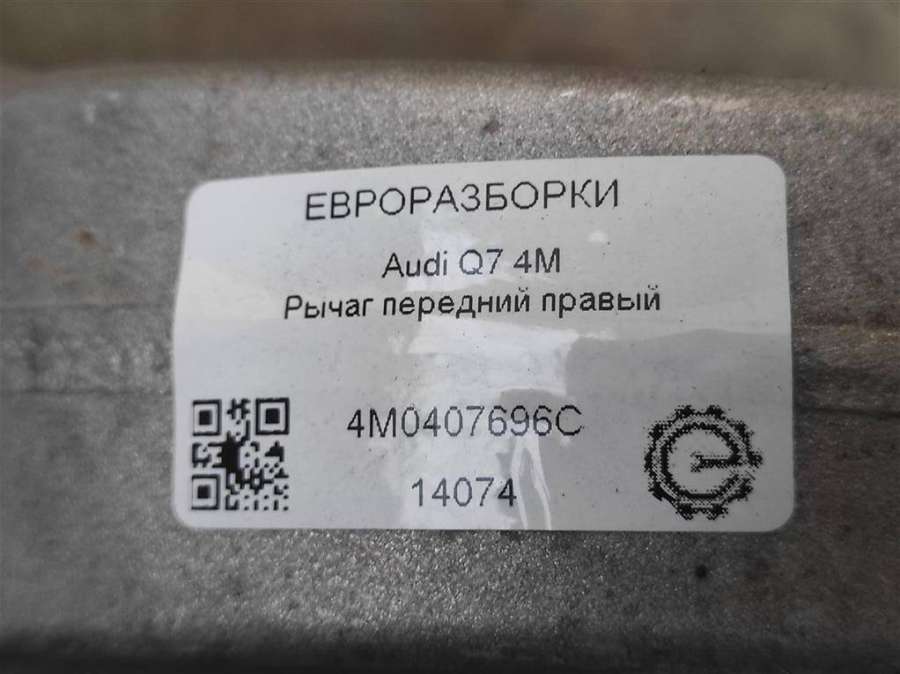 ЕВРОРАЗБОРКИ
Audi Q7 4M
Рычаг передний правый
4M0407696C
14074